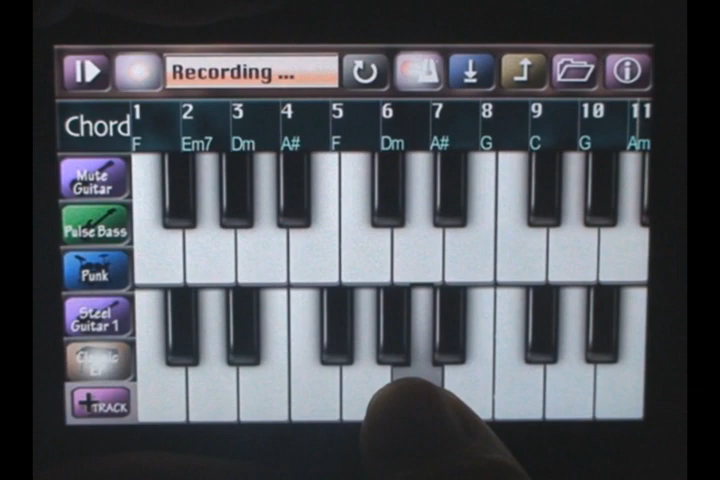 Recording ...
Chord
1 2 3 4 5 6 7 8 9 10 11
F Em7 Dm A# F Dm A# G C G Am
Mute
Guitar
Pulse Bass
Punk
Steel
Guitar 1
Classic
+TRACK